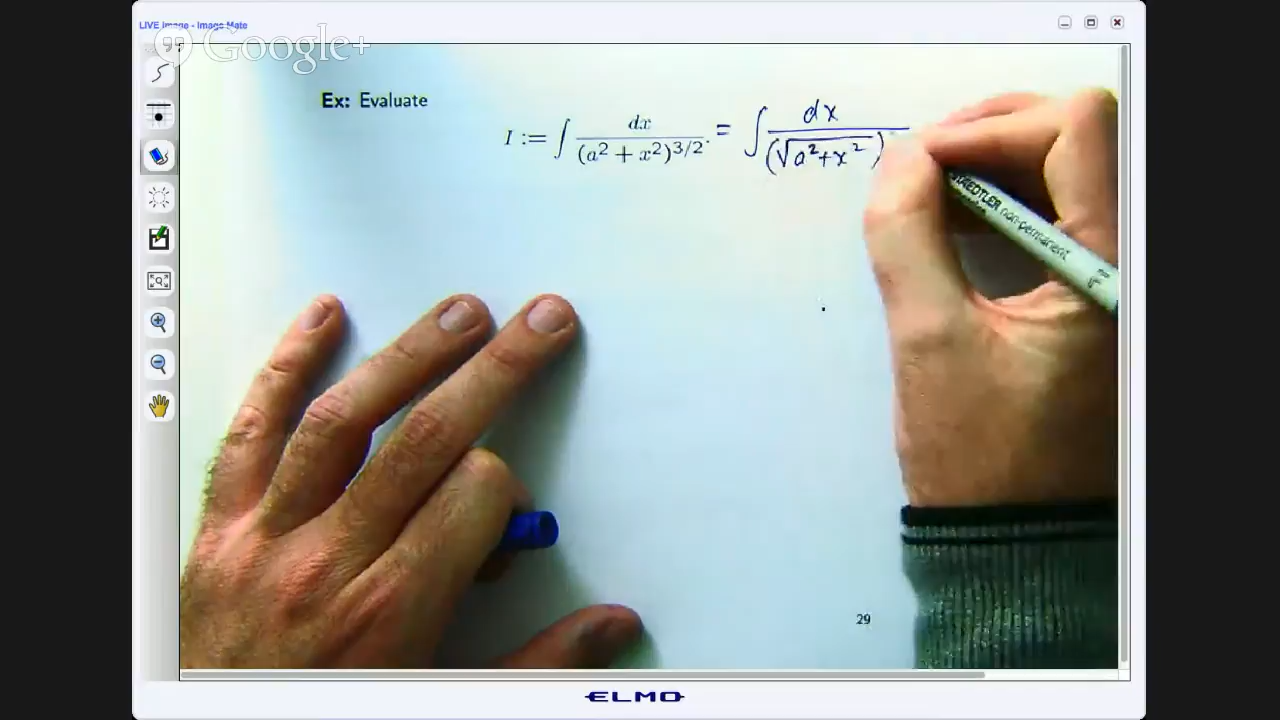 LIVE image - Image Mate
Google+
Ex: Evaluate
I := ∫ dx / (a² + x²)^{3/2} . = ∫ dx / (√(a²+x²))
STAEDTLER non-permanent
F
29
ELMO